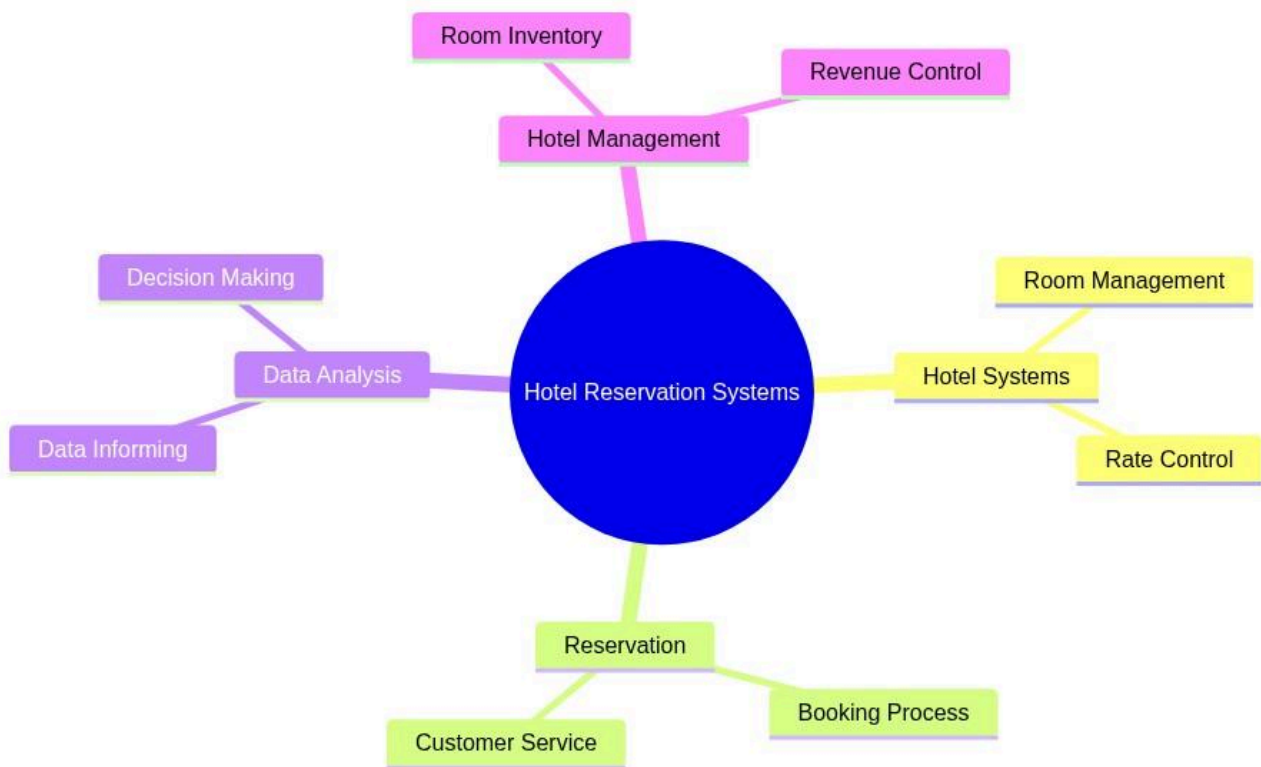 Room Inventory
Revenue Control
Hotel Management
Decision Making
Room Management
Data Analysis
Hotel Reservation Systems
Hotel Systems
Data Informing
Rate Control
Reservation
Booking Process
Customer Service